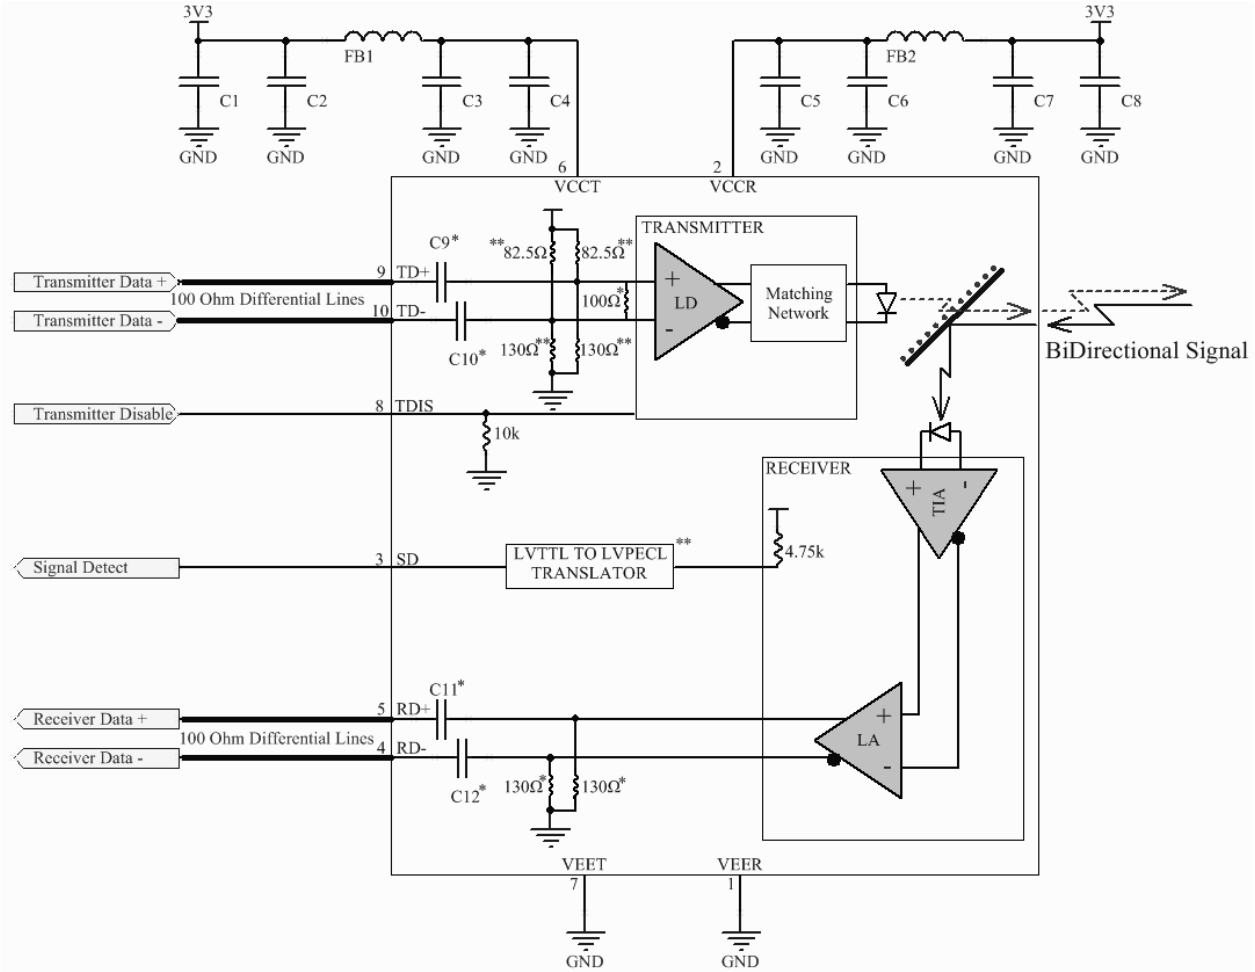 3V3
3V3
FB1
FB2
C1
C2
C3
C4
C5
C6
C7
C8
GND
GND
GND
GND
GND
GND
GND
GND
6
2
VCCT
VCCR
TRANSMITTER
C9*
**82.5Ω
82.5Ω**
Transmitter Data +
9
TD+
100 Ohm Differential Lines
100Ω*
+
LD
-
Matching
Network
Transmitter Data -
10
TD-
C10*
130Ω**
130Ω**
BiDirectional Signal
Transmitter Disable
8
TDIS
10k
RECEIVER
+
-
TIA
Signal Detect
3
SD
LVTTL TO LVPECL
TRANSLATOR
**
4.75k
C11*
Receiver Data +
5
RD+
100 Ohm Differential Lines
+
LA
-
Receiver Data -
4
RD-
C12*
130Ω*
130Ω*
VEET
VEER
7
1
GND
GND